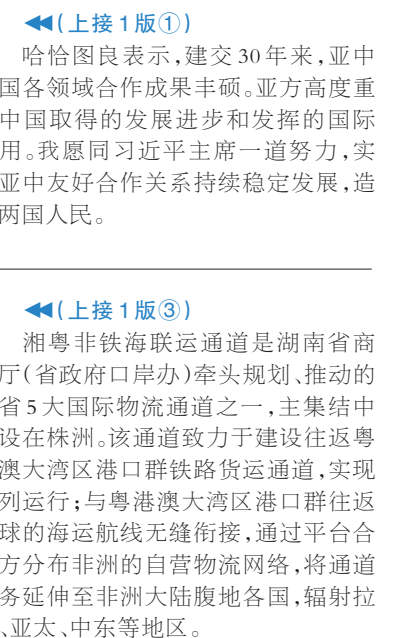 ◀◀(上接1版①)
哈恰图良表示,建交30年来,亚中
国各领域合作成果丰硕。亚方高度重
中国取得的发展进步和发挥的国际
用。我愿同习近平主席一道努力,实
亚中友好合作关系持续稳定发展,造
两国人民。
◀◀(上接1版③)
湘粤非铁海联运通道是湖南省商
厅(省政府口岸办)牵头规划、推动的
省5大国际物流通道之一,主集结中
设在株洲。该通道致力于建设往返粤
澳大湾区港口群铁路货运通道,实现
列运行;与粤港澳大湾区港口群往返
球的海运航线无缝衔接,通过平台合
方分布非洲的自营物流网络,将通道
务延伸至非洲大陆腹地各国,辐射拉
、亚太、中东等地区。